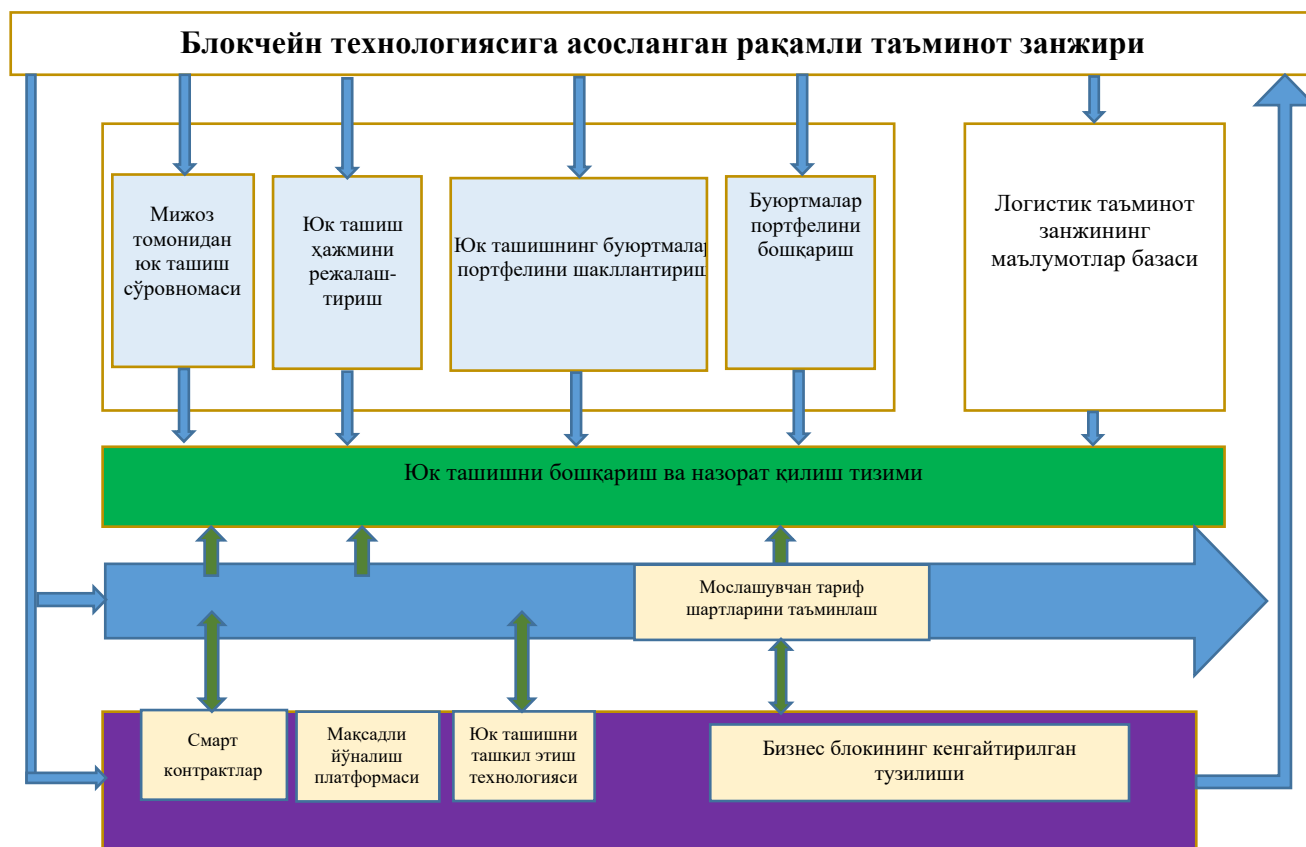 Блокчейн технологиясига асосланган рақамли таъминот занжири
Мижоз
томонидан
юк ташиш
сўровномаси
Юк ташиш
ҳажмини
режалаш-
тириш
Юк ташишнинг буюртмалар
портфелини шакллантириш
Буюртмалар
портфелини
бошқариш
Логистик таъминот
занжининг
маълумотлар базаси
Юк ташишни бошқариш ва назорат қилиш тизими
Мослашувчан тариф
шартларини таъминлаш
Смарт
контрактлар
Мақсадли
йўналиш
платформаси
Юк ташишни
ташкил этиш
технологияси
Бизнес блокининг кенгайтирилган
тузилиши